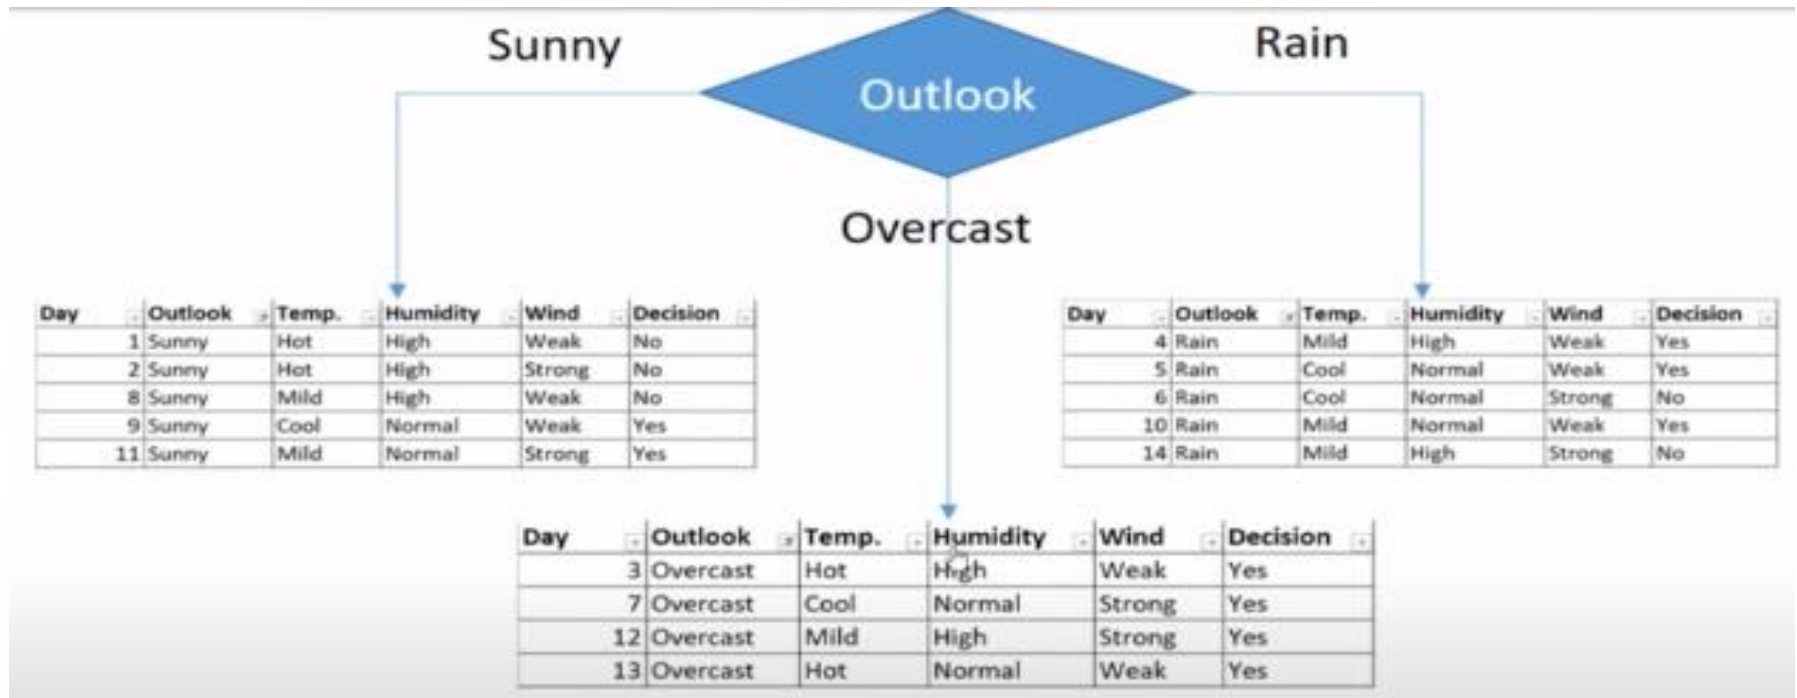 Sunny
Rain
Outlook
Overcast
Day Outlook Temp. Humidity Wind Decision
1 Sunny Hot High Weak No
2 Sunny Hot High Strong No
8 Sunny Mild High Weak No
9 Sunny Cool Normal Weak Yes
11 Sunny Mild Normal Strong Yes
Day Outlook Temp. Humidity Wind Decision
4 Rain Mild High Weak Yes
5 Rain Cool Normal Weak Yes
6 Rain Cool Normal Strong No
10 Rain Mild Normal Weak Yes
14 Rain Mild High Strong No
Day Outlook Temp. Humidity Wind Decision
3 Overcast Hot High Weak Yes
7 Overcast Cool Normal Strong Yes
12 Overcast Mild High Strong Yes
13 Overcast Hot Normal Weak Yes